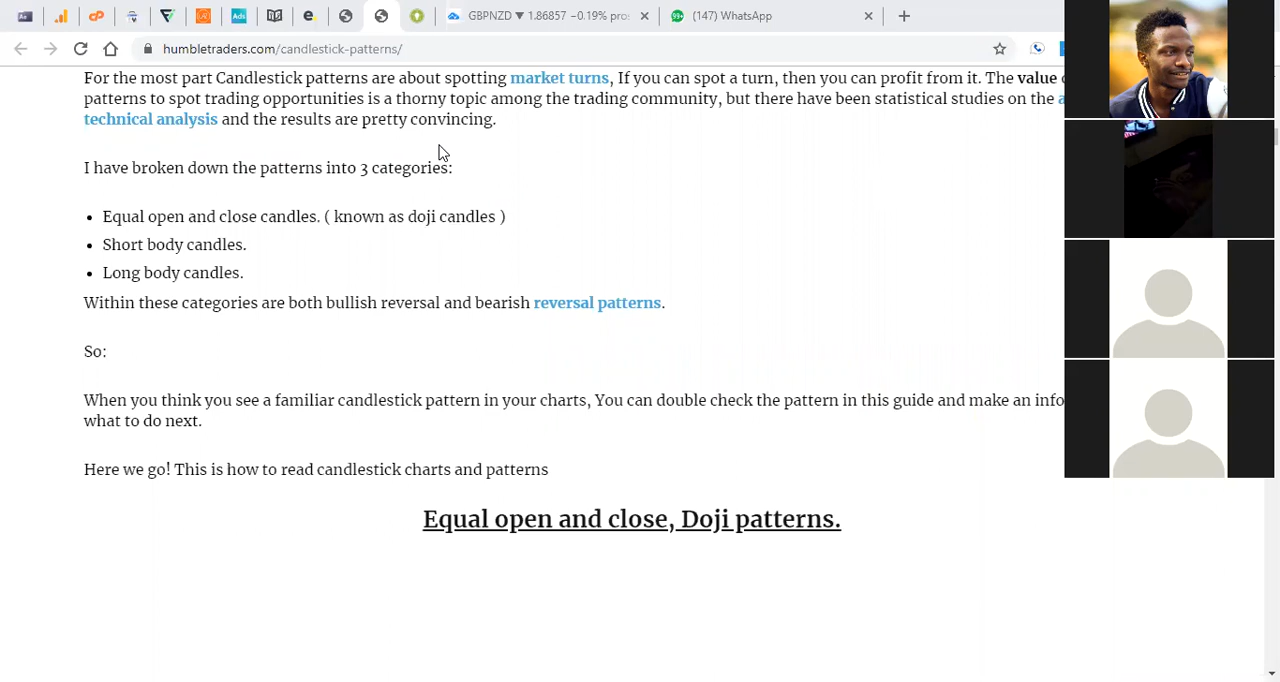 GBPNZD ▼ 1.86857 −0.19% pro
(147) WhatsApp
humbletraders.com/candlestick-patterns/
For the most part Candlestick patterns are about spotting market turns, If you can spot a turn, then you can profit from it. The value
patterns to spot trading opportunities is a thorny topic among the trading community, but there have been statistical studies on the
technical analysis and the results are pretty convincing.
I have broken down the patterns into 3 categories:
• Equal open and close candles. ( known as doji candles )
• Short body candles.
• Long body candles.
Within these categories are both bullish reversal and bearish reversal patterns.
So:
When you think you see a familiar candlestick pattern in your charts, You can double check the pattern in this guide and make an info
what to do next.
Here we go! This is how to read candlestick charts and patterns
Equal open and close, Doji patterns.